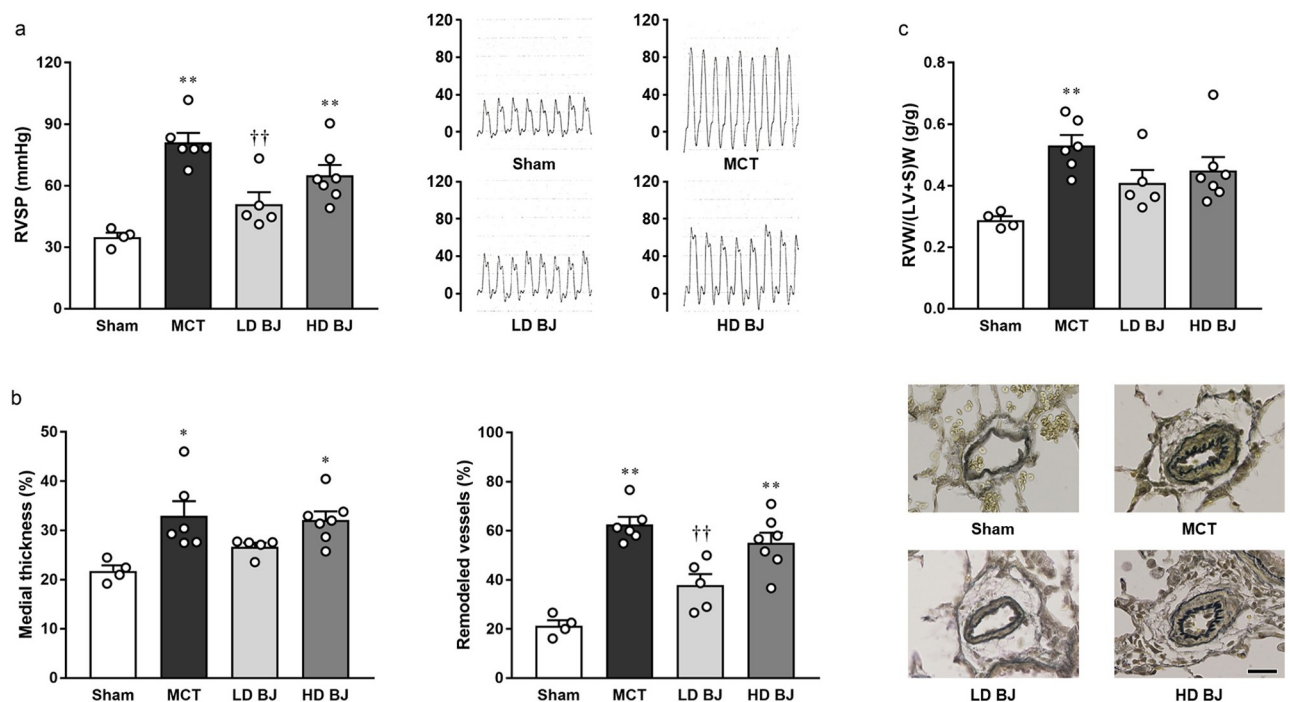 a
RVSP (mmHg)
120
90
60
30
0
**
††
**
Sham MCT LD BJ HD BJ
120
80
40
0
Sham
120
80
40
0
MCT
120
80
40
0
LD BJ
120
80
40
0
HD BJ
c
RVW/(LV+S)W (g/g)
0.8
0.6
0.4
0.2
0.0
**
Sham MCT LD BJ HD BJ
b
Medial thickness (%)
50
40
30
20
10
0
*
*
Sham MCT LD BJ HD BJ
Remodeled vessels (%)
100
80
60
40
20
0
**
††
**
Sham MCT LD BJ HD BJ
Sham MCT
LD BJ HD BJ